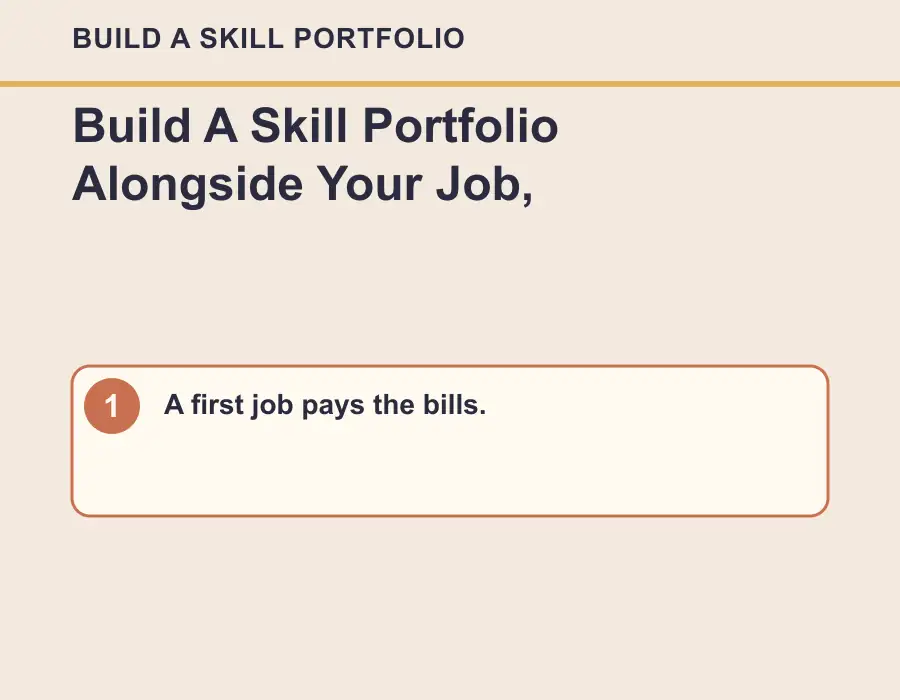 BUILD A SKILL PORTFOLIO
Build A Skill Portfolio
Alongside Your Job,
1
A first job pays the bills.